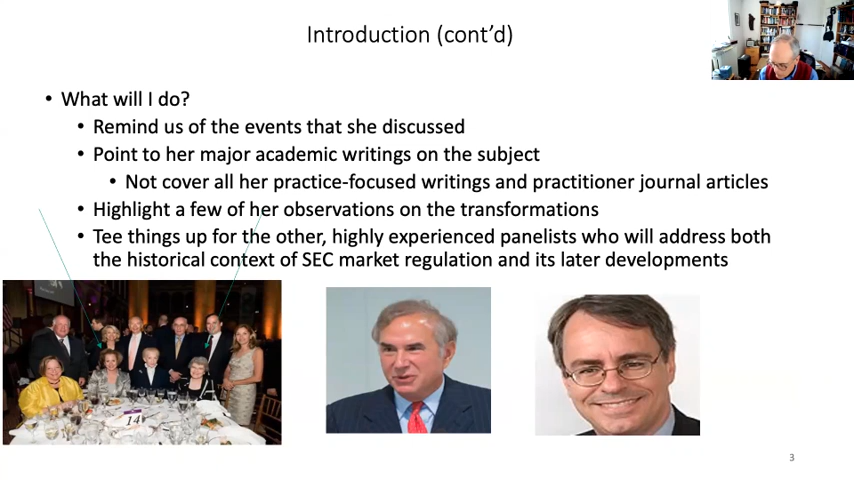 Introduction (cont’d)
• What will I do?
• Remind us of the events that she discussed
• Point to her major academic writings on the subject
• Not cover all her practice-focused writings and practitioner journal articles
• Highlight a few of her observations on the transformations
• Tee things up for the other, highly experienced panelists who will address both
the historical context of SEC market regulation and its later developments
14
3